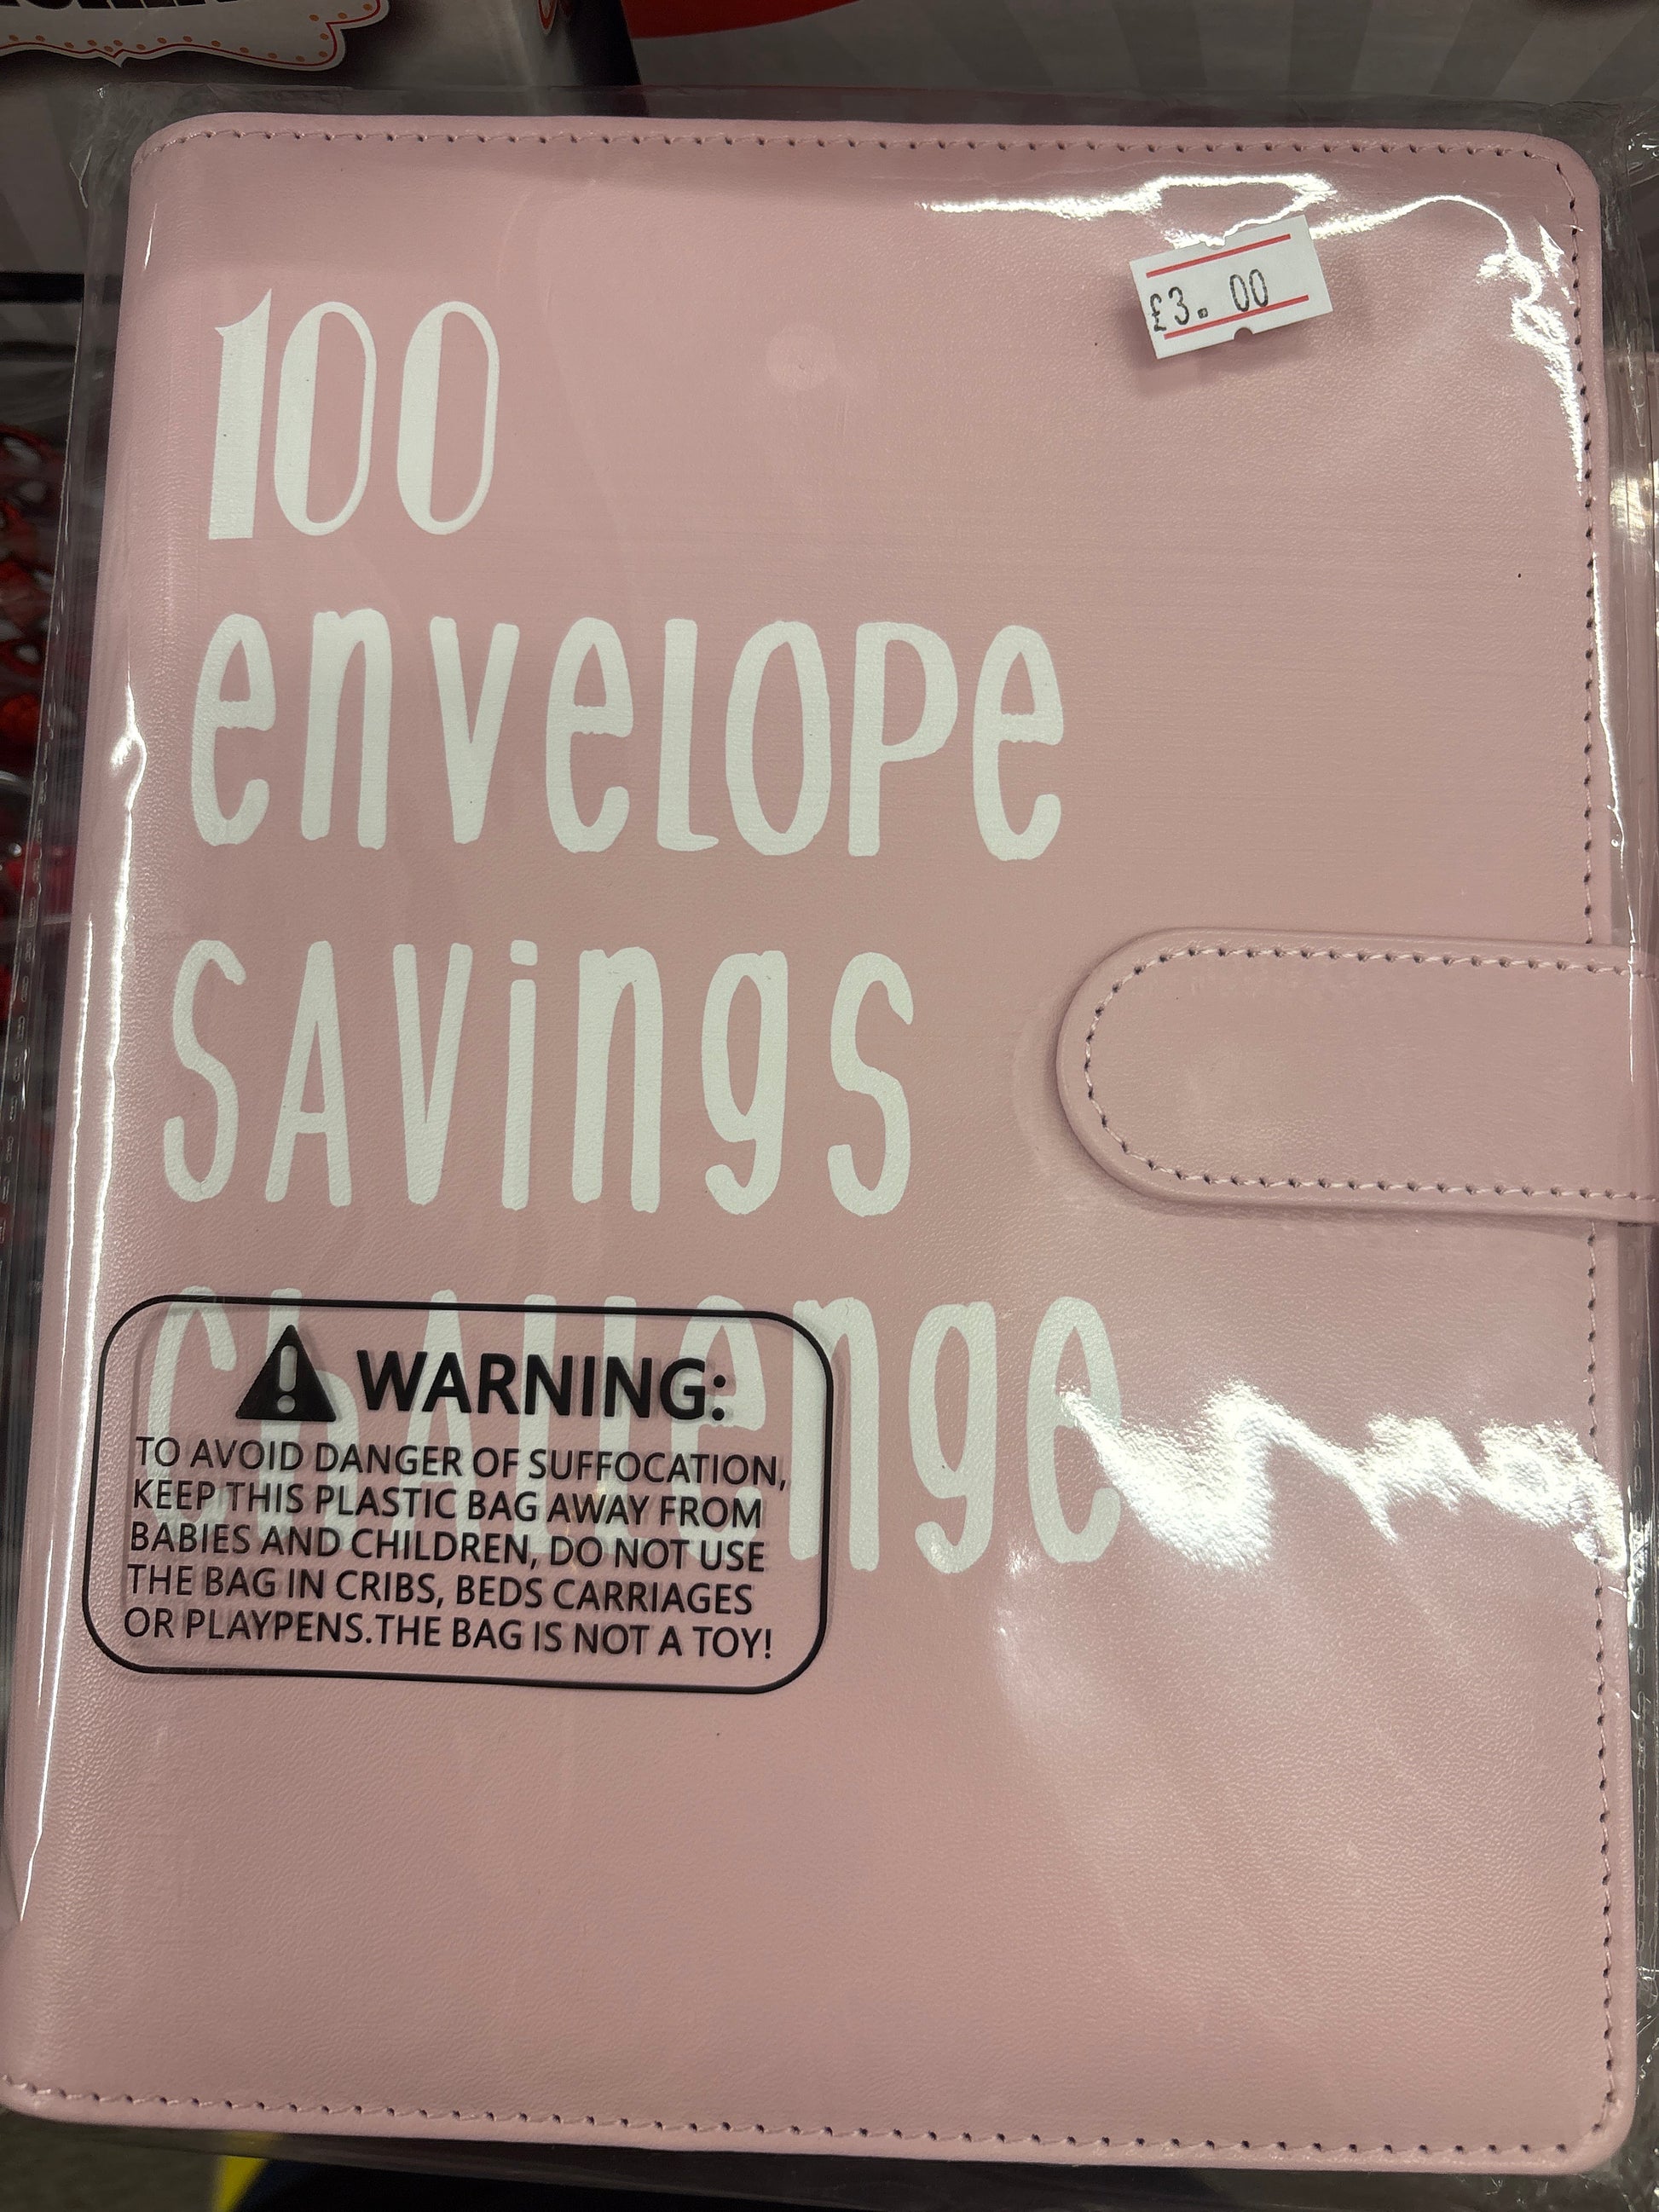 £3.00
100
envelope
savings
challenge
WARNING:
TO AVOID DANGER OF SUFFOCATION,
KEEP THIS PLASTIC BAG AWAY FROM
BABIES AND CHILDREN, DO NOT USE
THE BAG IN CRIBS, BEDS CARRIAGES
OR PLAYPENS.THE BAG IS NOT A TOY!